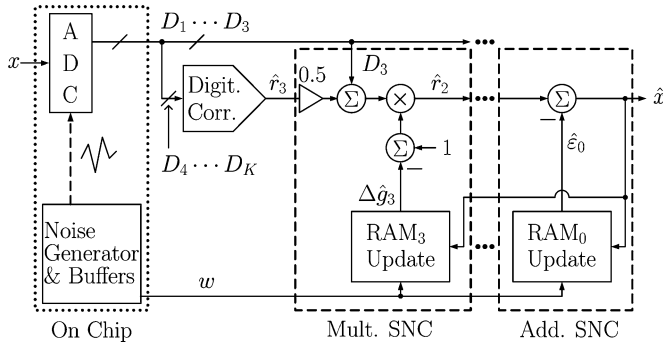 x
A
D
C
D₁ ⋯ D₃
Digit.
Corr.
D₄ ⋯ D_K
r̂₃
0.5
D₃
Σ
×
r̂₂
Σ
1
−
Δĝ₃
RAM₃
Update
•••
•••
Σ
−
x̂
ε̂₀
RAM₀
Update
Noise
Generator
& Buffers
w
On Chip
Mult. SNC
Add. SNC